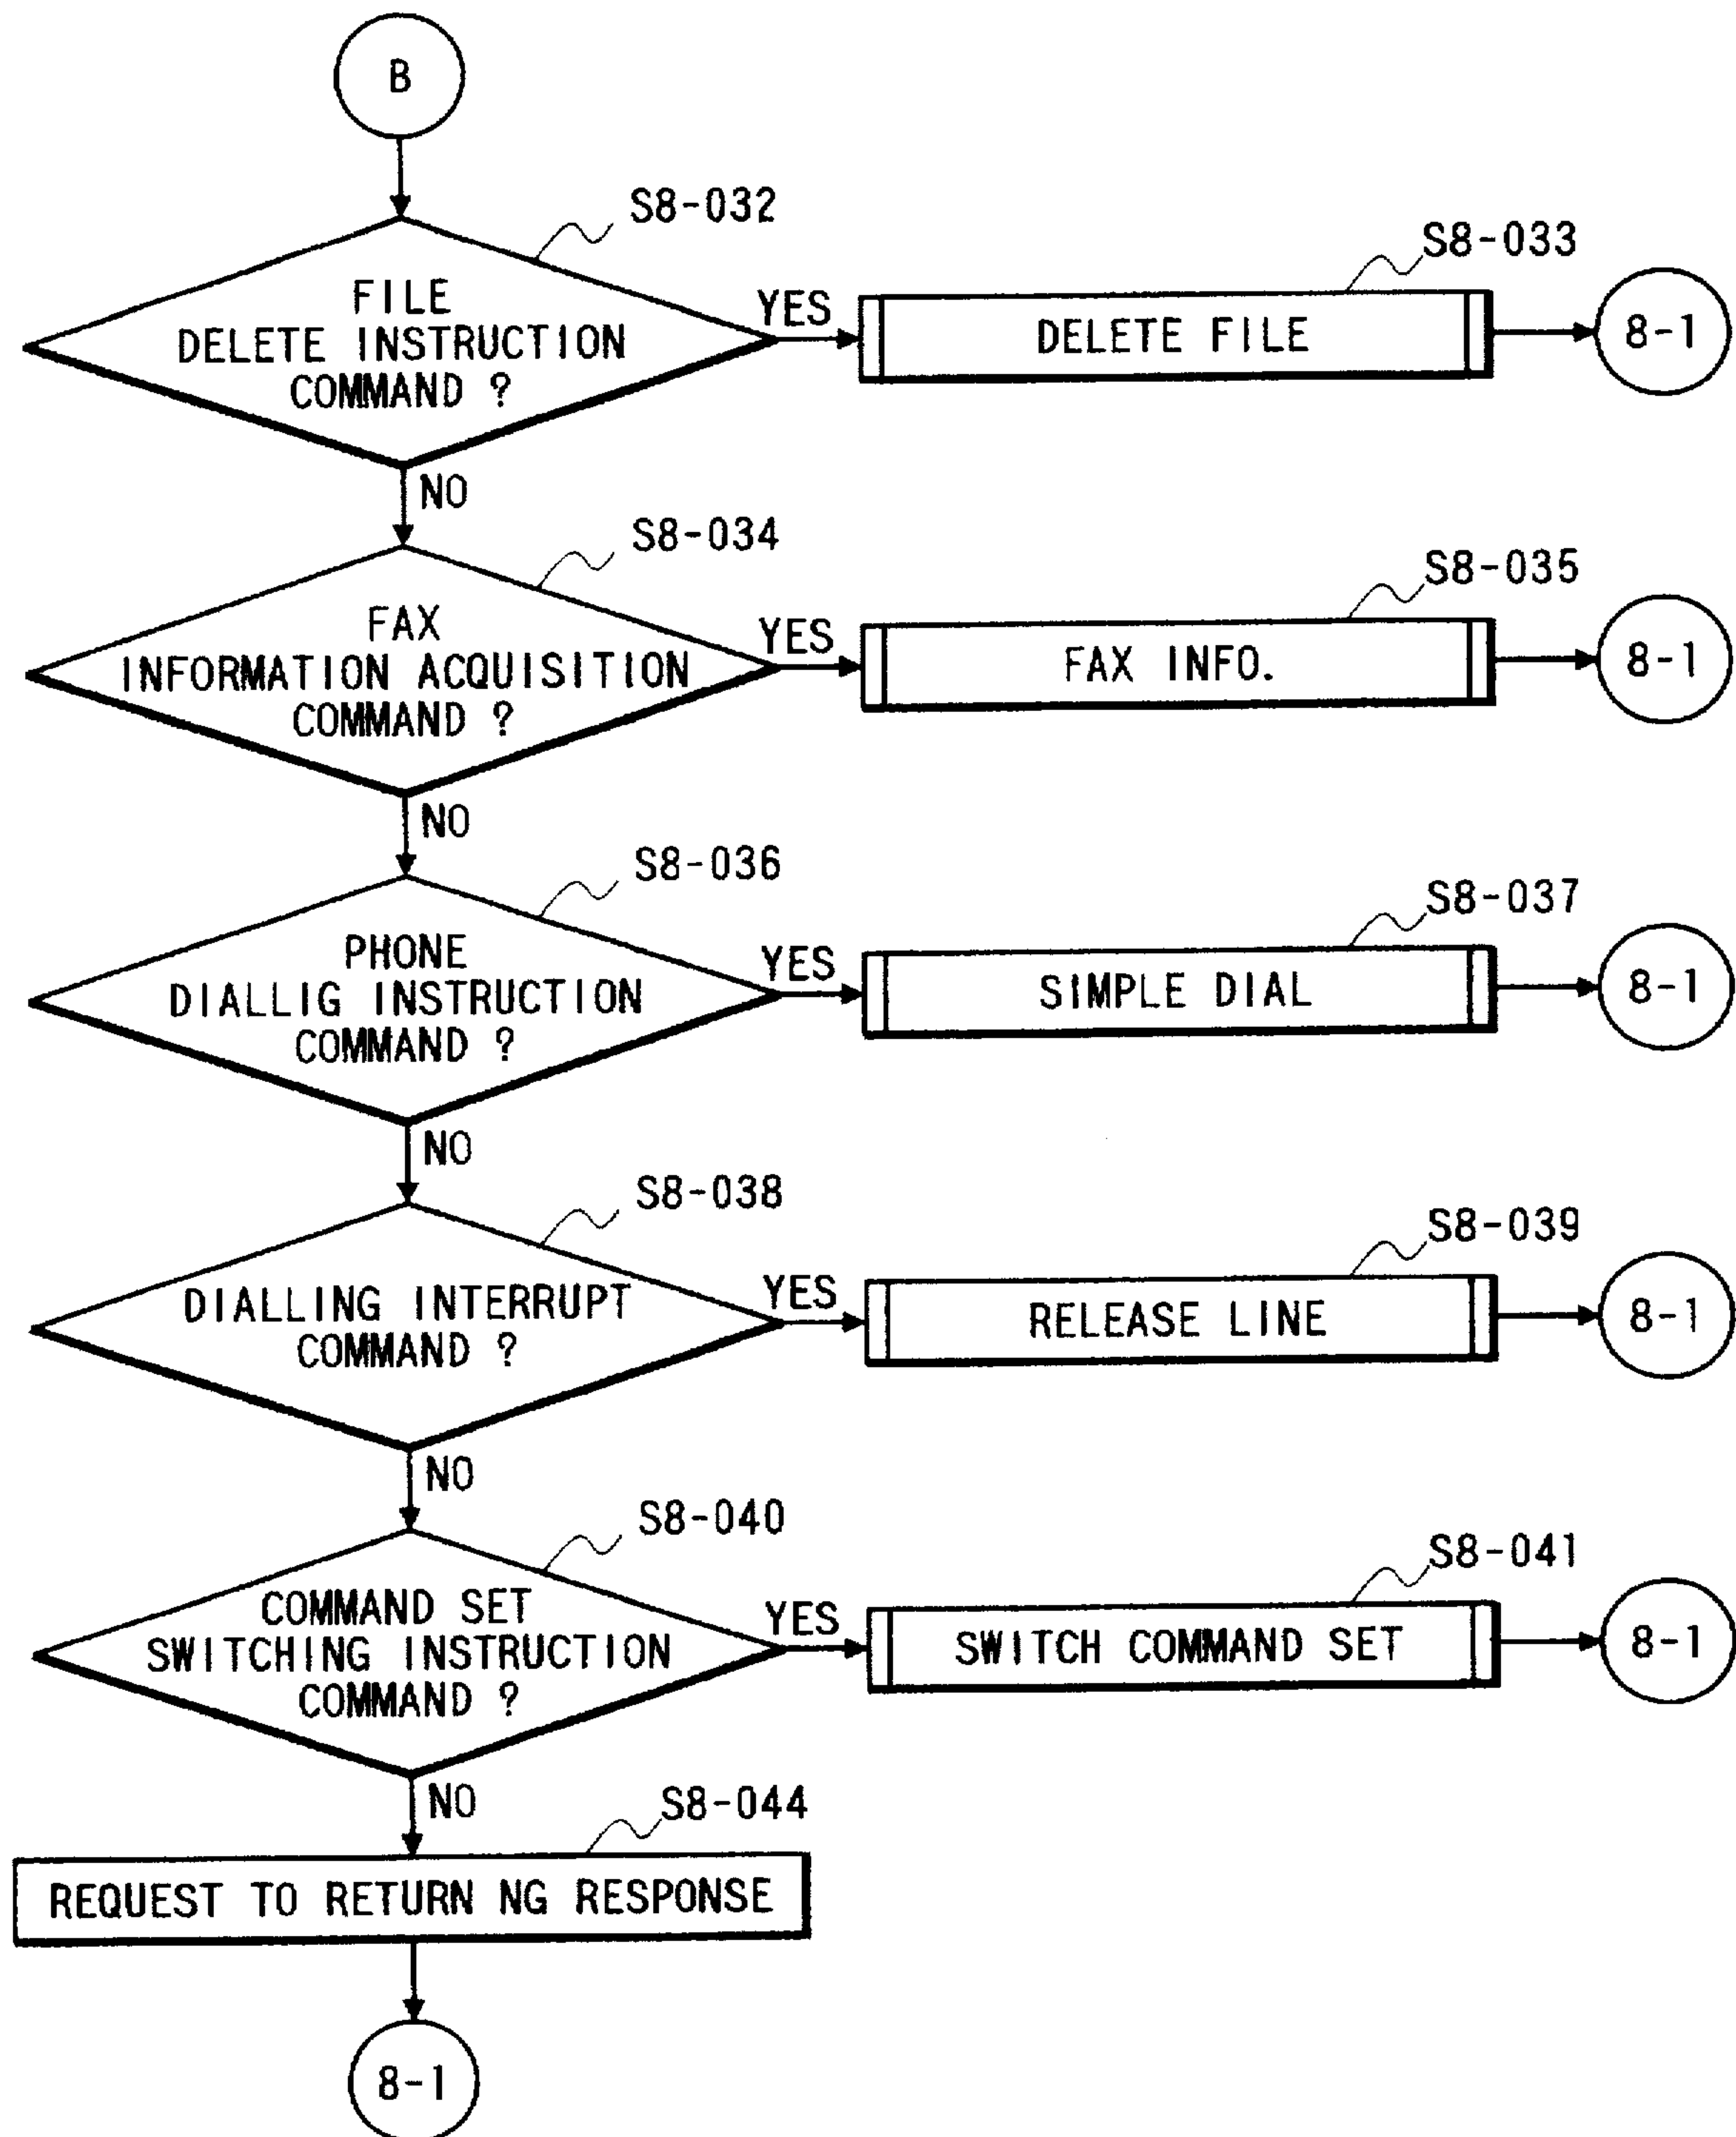 B
S8-032
FILE
DELETE INSTRUCTION
COMMAND ?
YES
S8-033
DELETE FILE
8-1
NO
S8-034
FAX
INFORMATION ACQUISITION
COMMAND ?
YES
S8-035
FAX INFO.
8-1
NO
S8-036
PHONE
DIALLIG INSTRUCTION
COMMAND ?
YES
S8-037
SIMPLE DIAL
8-1
NO
S8-038
DIALLING INTERRUPT
COMMAND ?
YES
S8-039
RELEASE LINE
8-1
NO
S8-040
COMMAND SET
SWITCHING INSTRUCTION
COMMAND ?
YES
S8-041
SWITCH COMMAND SET
8-1
NO
S8-044
REQUEST TO RETURN NG RESPONSE
8-1